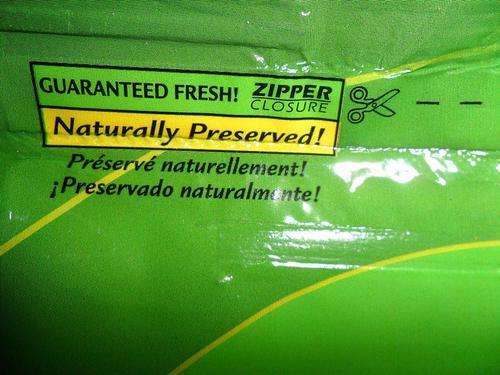 GUARANTEED FRESH! ZIPPER
CLOSURE
Naturally Preserved!
Préservé naturellement!
¡Preservado naturalmente!